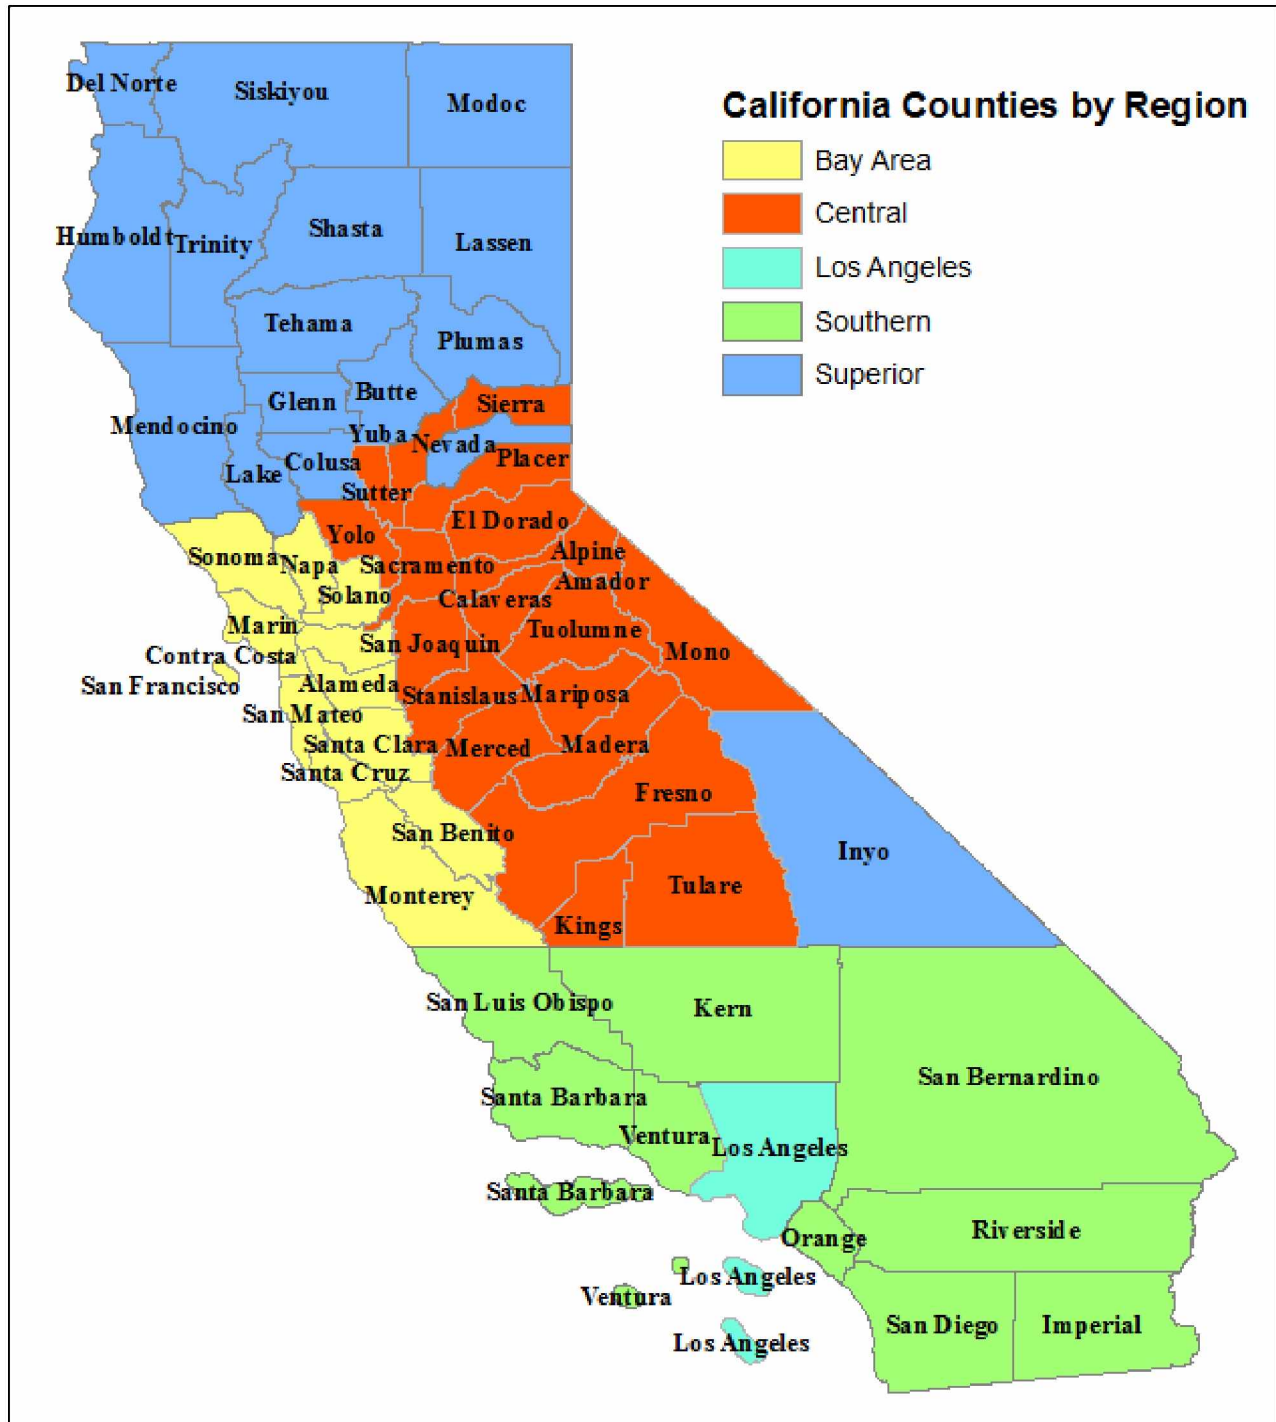 California Counties by Region
Bay Area
Central
Los Angeles
Southern
Superior
Del Norte
Siskiyou
Modoc
Humboldt
Trinity
Shasta
Lassen
Tehama
Plumas
Glenn
Butte
Sierra
Mendocino
Yuba
Nevada
Lake
Colusa
Placer
Sutter
El Dorado
Yolo
Alpine
Sonoma
Napa
Sacramento
Amador
Solano
Calaveras
Marin
Tuolumne
San Joaquin
Mono
Contra Costa
San Francisco
Alameda
Stanislaus
Mariposa
San Mateo
Santa Clara
Merced
Madera
Santa Cruz
Fresno
San Benito
Inyo
Monterey
Tulare
Kings
San Luis Obispo
Kern
San Bernardino
Santa Barbara
Ventura
Los Angeles
Santa Barbara
Orange
Riverside
Los Angeles
Ventura
San Diego
Imperial
Los Angeles